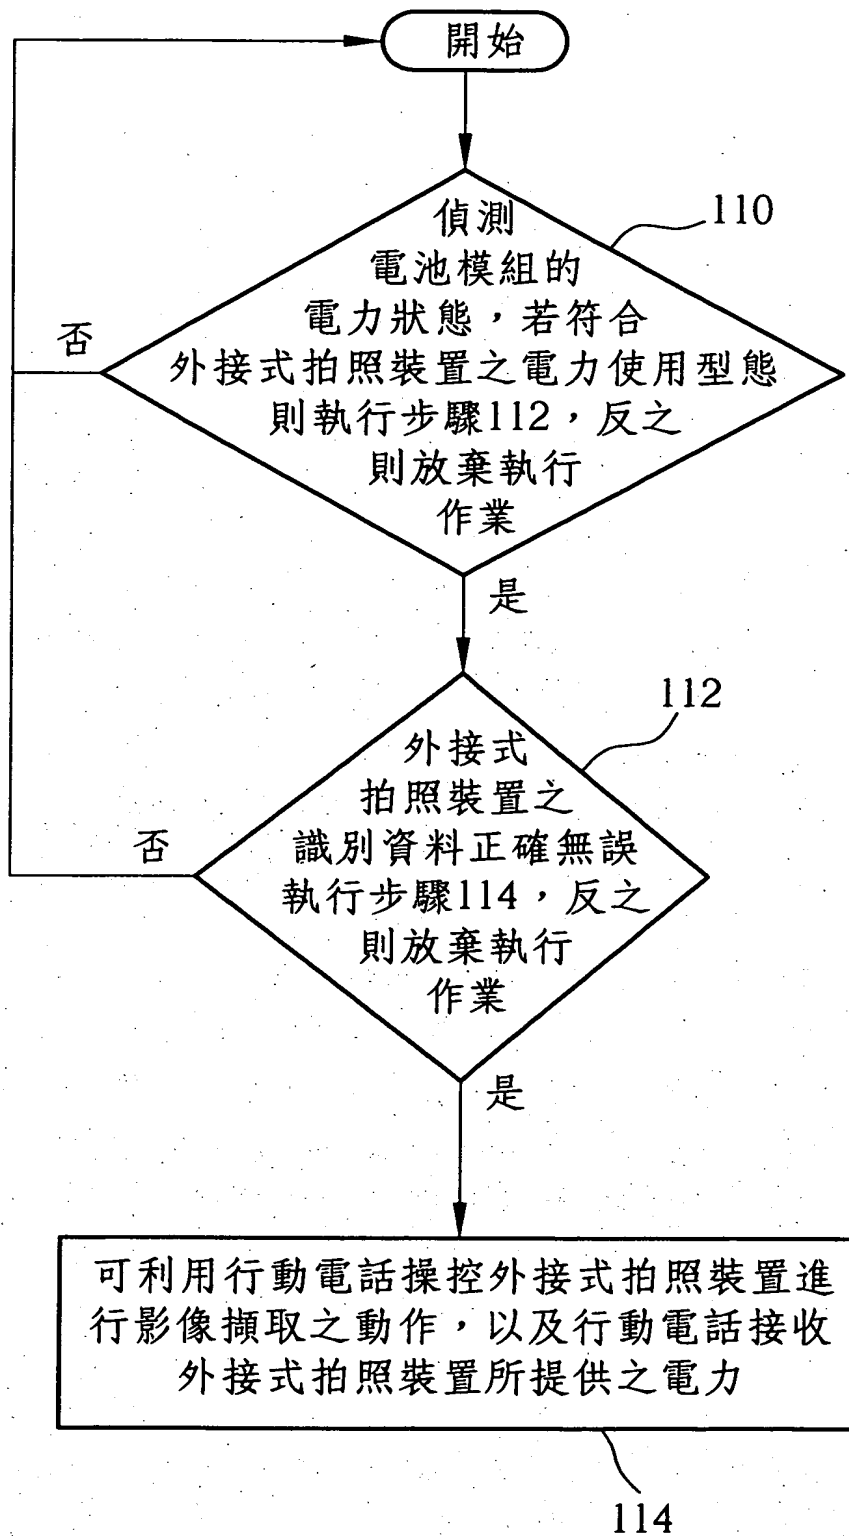 開始
110
偵測
電池模組的
電力狀態，若符合
外接式拍照裝置之電力使用型態
則執行步驟112，反之
則放棄執行
作業
否
是
112
外接式
拍照裝置之
識別資料正確無誤
執行步驟114，反之
則放棄執行
作業
否
是
可利用行動電話操控外接式拍照裝置進
行影像擷取之動作，以及行動電話接收
外接式拍照裝置所提供之電力
114